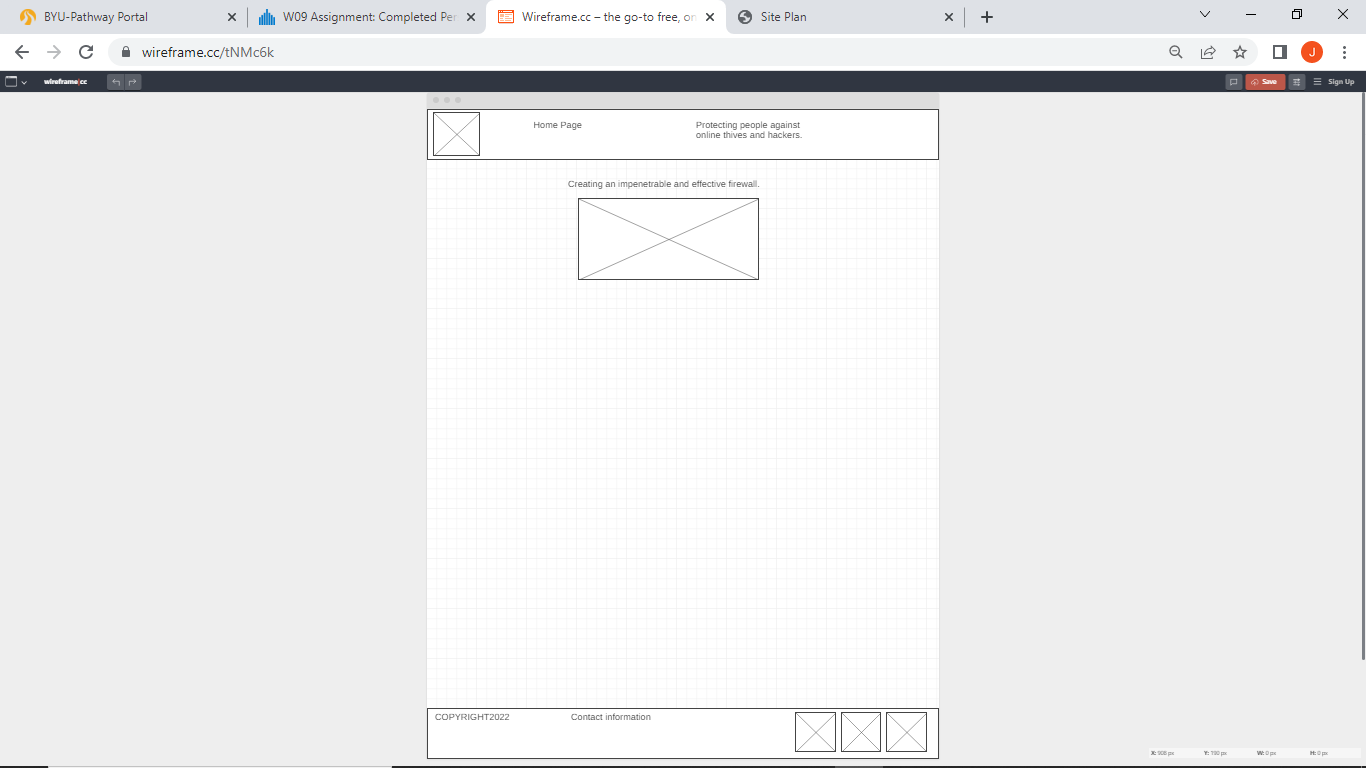 BYU-Pathway Portal
W09 Assignment: Completed Per
Wireframe.cc – the go-to free, on
Site Plan
wireframe.cc/tNMc6k
J
wireframe|cc
Save
Sign Up
Home Page
Protecting people against
online thives and hackers.
Creating an impenetrable and effective firewall.
COPYRIGHT2022
Contact information
X: 908 px Y: 190 px W: 0 px H: 0 px